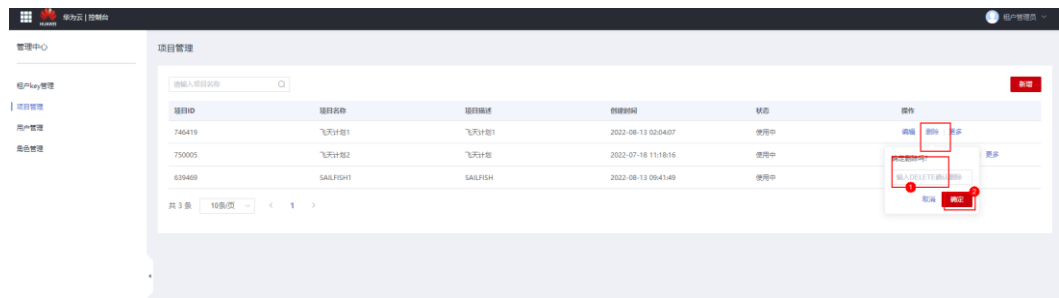 HUAWEI 华为云 | 控制台 租户管理员
管理中心
项目管理
租户key管理
项目管理
用户管理
角色管理
请输入项目名称
新增
项目ID 项目名称 项目描述 创建时间 状态 操作
746419 飞天计划1 飞天计划1 2022-08-13 02:04:07 使用中 编辑 删除 更多
750005 飞天计划2 飞天计划 2022-07-18 11:18:16 使用中 更多
639469 SAILFISH1 SAILFISH 2022-08-13 09:41:49 使用中
确定删除吗?
输入DELETE确认删除
1
2
取消 确定
共 3 条 10条/页 < 1 >